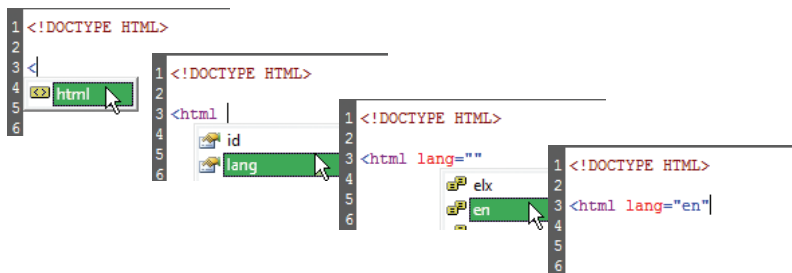 1 <!DOCTYPE HTML>
2
3 <
4 html
5
6
1 <!DOCTYPE HTML>
2
3 <html
4 id
5 lang
6
1 <!DOCTYPE HTML>
2
3 <html lang=""
4 elx
5 en
6
1 <!DOCTYPE HTML>
2
3 <html lang="en"
4
5
6